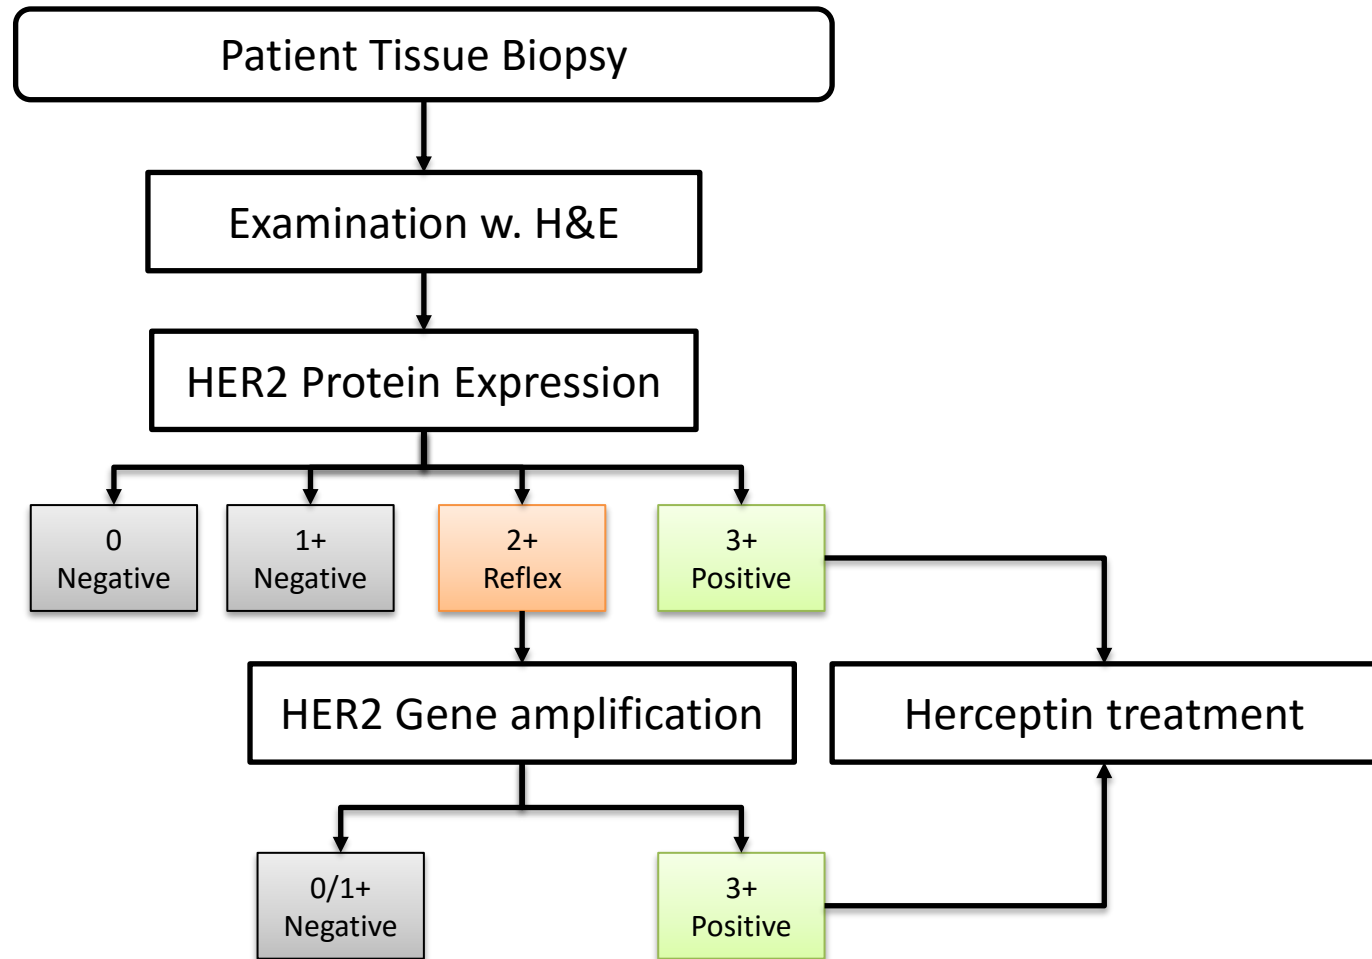 Patient Tissue Biopsy
Examination w. H&E
HER2 Protein Expression
0
Negative
1+
Negative
2+
Reflex
3+
Positive
HER2 Gene amplification
Herceptin treatment
0/1+
Negative
3+
Positive